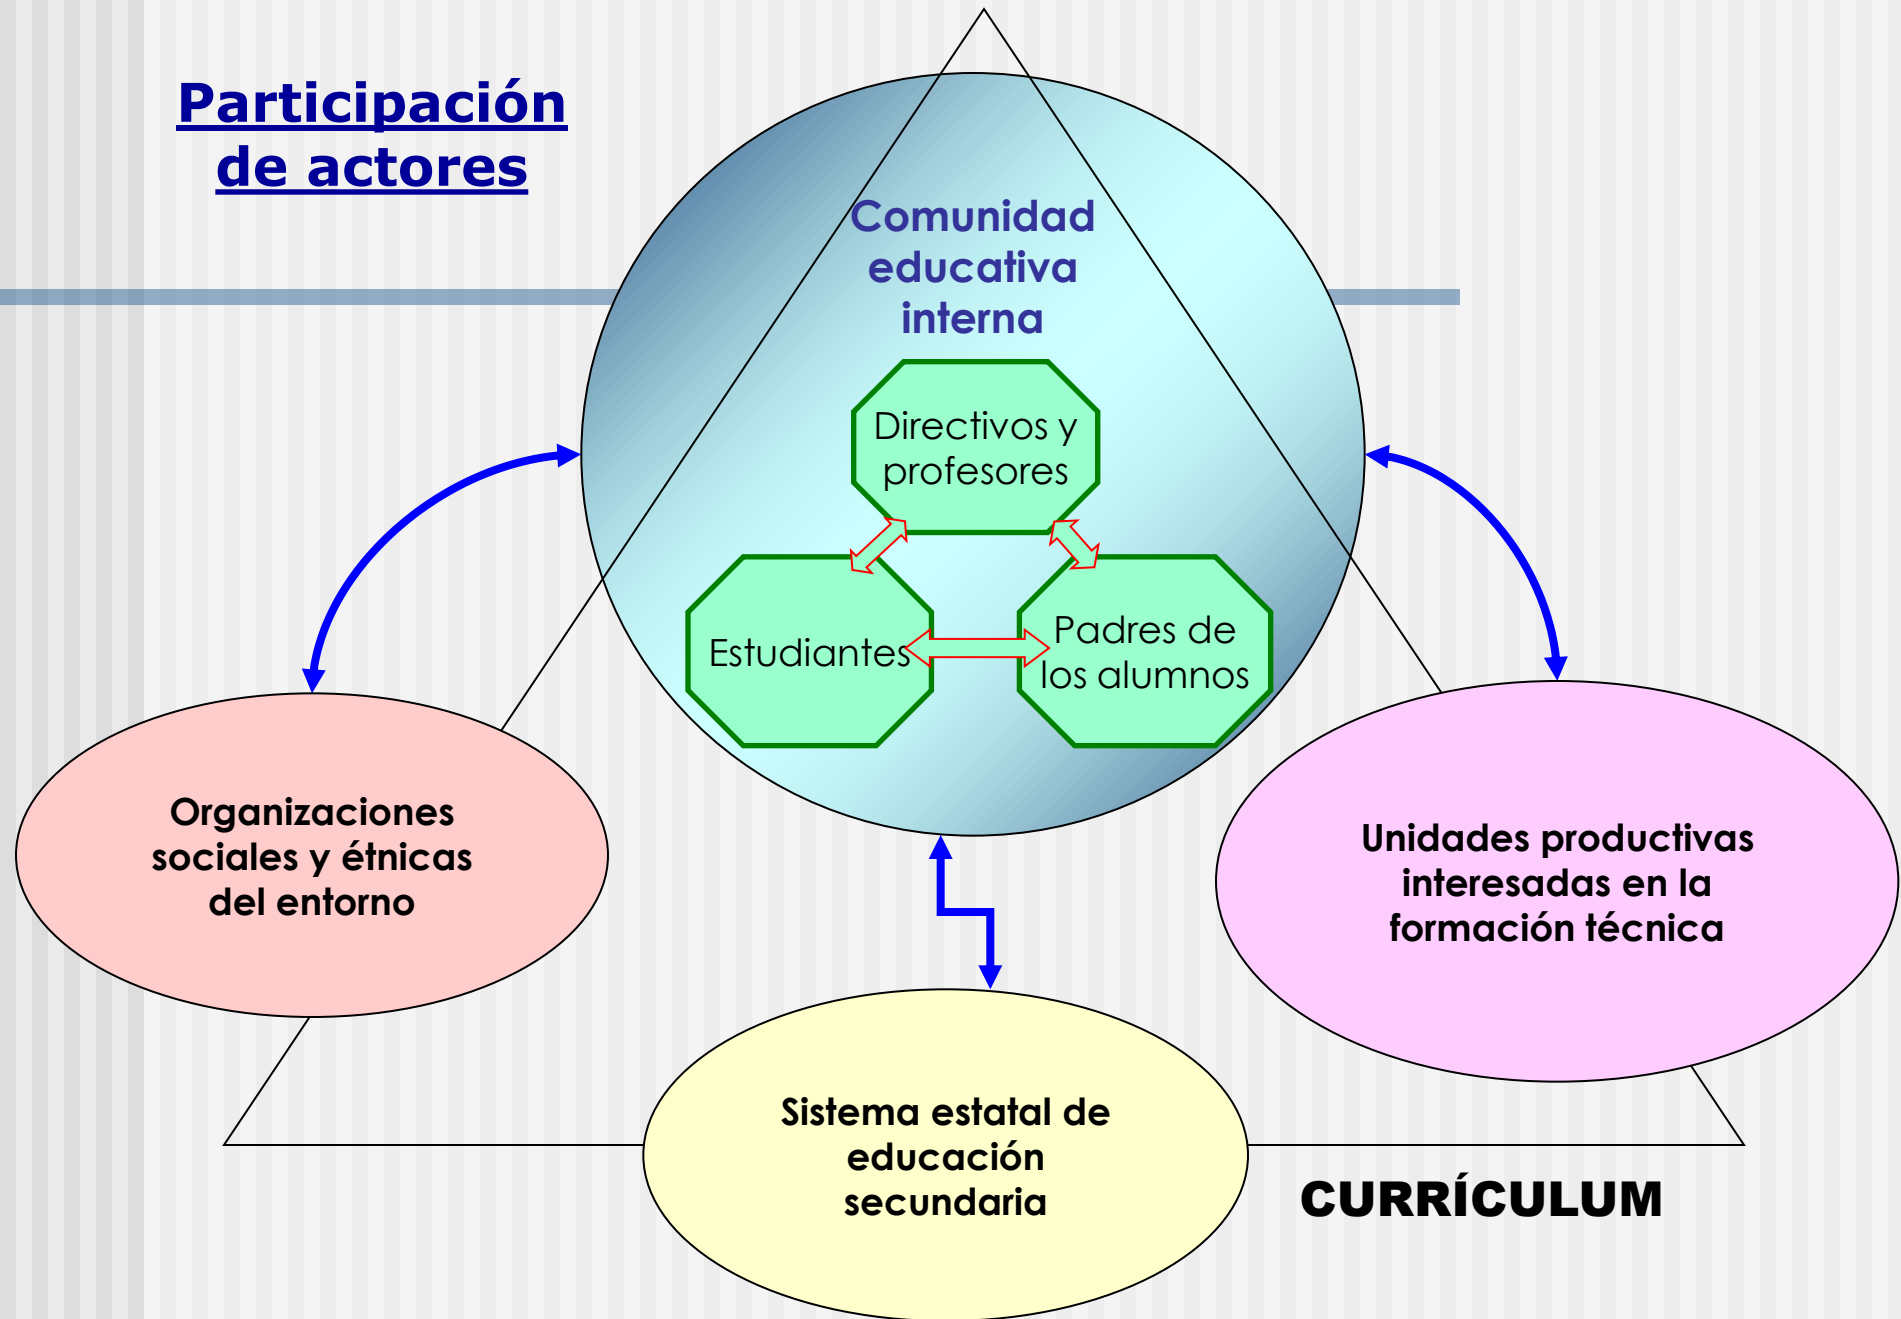 Participación
de actores
Comunidad
educativa
interna
Directivos y
profesores
Estudiantes
Padres de
los alumnos
Organizaciones
sociales y étnicas
del entorno
Unidades productivas
interesadas en la
formación técnica
Sistema estatal de
educación
secundaria
CURRÍCULUM